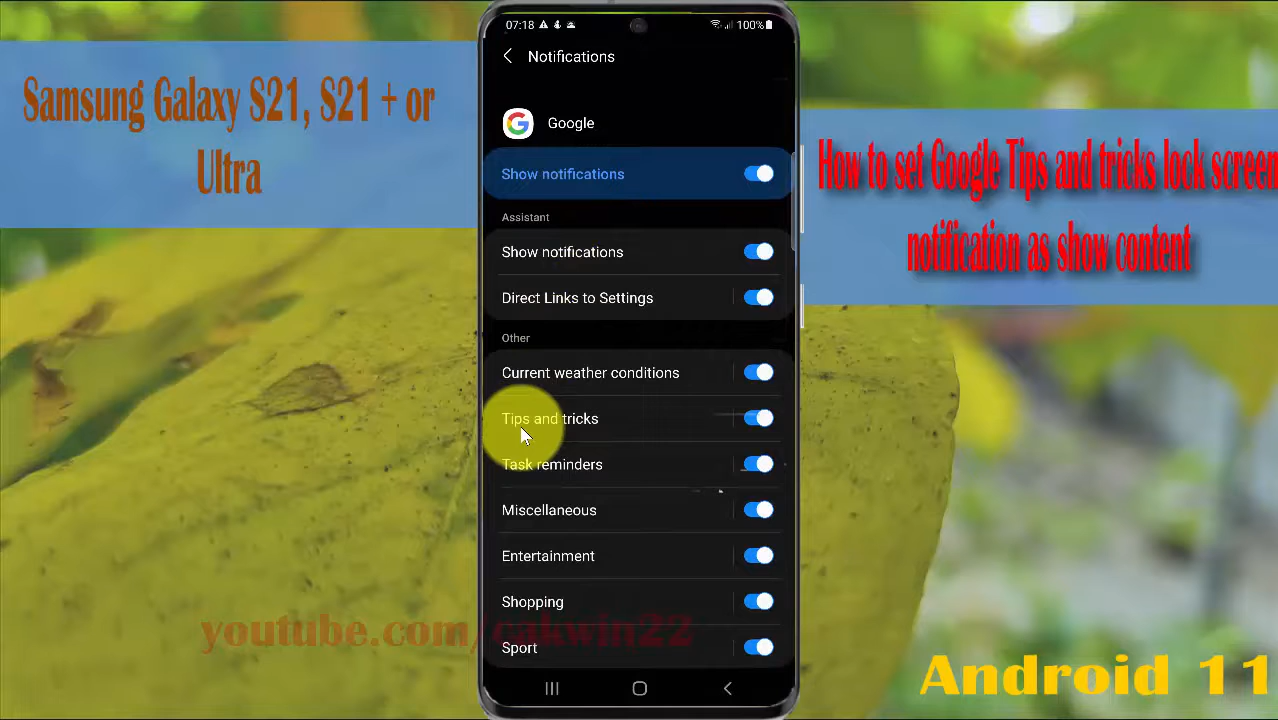 Samsung Galaxy S21, S21 + or
Ultra
07:18
100%
Notifications
Google
Show notifications
Assistant
Show notifications
Direct Links to Settings
Other
Current weather conditions
Tips and tricks
Task reminders
Miscellaneous
Entertainment
Shopping
Sport
How to set Google Tips and tricks lock screen
notification as show content
youtube.com/cakwin22
Android 11